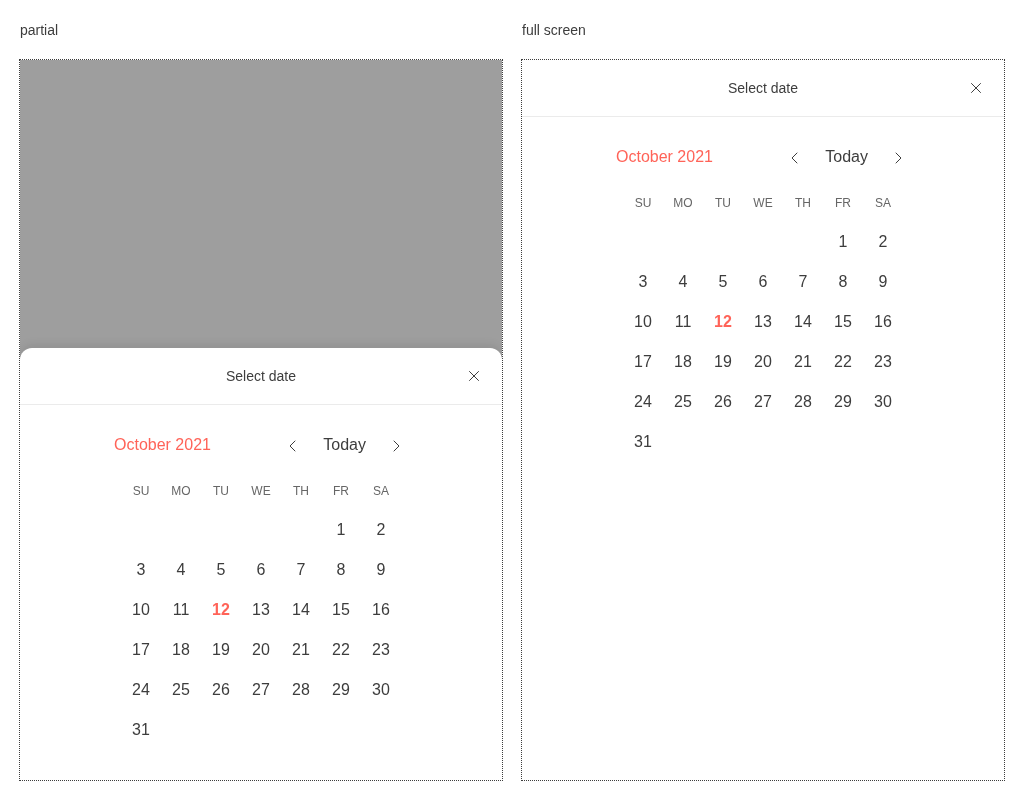 partial
Select date
October 2021 Today
SU MO TU WE TH FR SA
1 2
3 4 5 6 7 8 9
10 11 12 13 14 15 16
17 18 19 20 21 22 23
24 25 26 27 28 29 30
31
full screen
Select date
October 2021 Today
SU MO TU WE TH FR SA
1 2
3 4 5 6 7 8 9
10 11 12 13 14 15 16
17 18 19 20 21 22 23
24 25 26 27 28 29 30
31